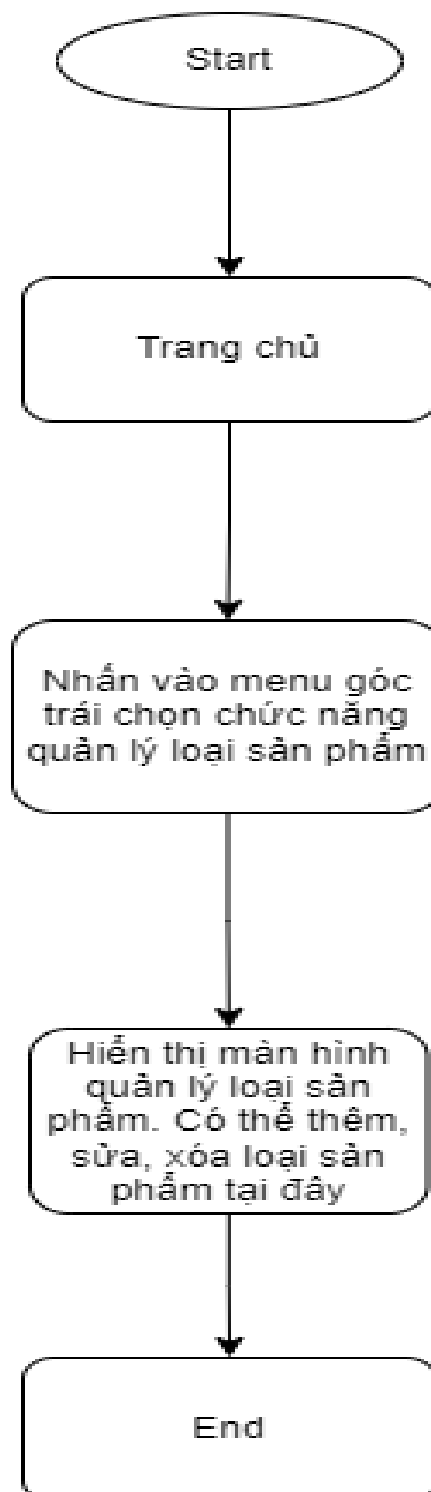 Start
Trang chủ
Nhấn vào menu góc
trái chọn chức năng
quản lý loại sản phẩm
Hiển thị màn hình
quản lý loại sản
phẩm. Có thể thêm,
sửa, xóa loại sản
phẩm tại đây
End